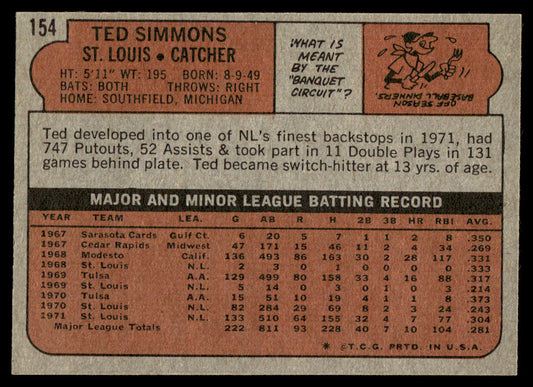 154
TED SIMMONS
ST. LOUIS • CATCHER
HT: 5'11" WT: 195 BORN: 8-9-49
BATS: BOTH THROWS: RIGHT
HOME: SOUTHFIELD, MICHIGAN
WHAT IS
MEANT
BY THE
"BANQUET
CIRCUIT"?
OFF SEASON
BASEBALL DINNERS.
Ted developed into one of NL's finest backstops in 1971, had
747 Putouts, 52 Assists & took part in 11 Double Plays in 131
games behind plate. Ted became switch-hitter at 13 yrs. of age.
MAJOR AND MINOR LEAGUE BATTING RECORD
YEAR TEAM LEA. G AB R H 2B 3B HR RBI AVG.
1967 Sarasota Cards Gulf Ct. 6 20 5 7 1 1 2 8 .350
1967 Cedar Rapids Midwest 47 171 15 46 11 2 4 34 .269
1968 Modesto Calif. 136 493 86 163 30 2 28 117 .331
1968 St. Louis N.L. 2 3 0 1 0 0 0 0 .333
1969 Tulsa A.A. 129 499 80 158 33 4 16 88 .317
1969 St. Louis N.L. 5 14 0 3 0 1 0 3 .214
1970 Tulsa A.A. 15 51 10 19 4 1 2 8 .373
1970 St. Louis N.L. 82 284 29 69 8 2 3 24 .243
1971 St. Louis N.L. 133 510 64 155 32 4 7 77 .304
Major League Totals 222 811 93 228 40 7 10 104 .281
* ©T.C.G. PRTD. IN U.S.A.